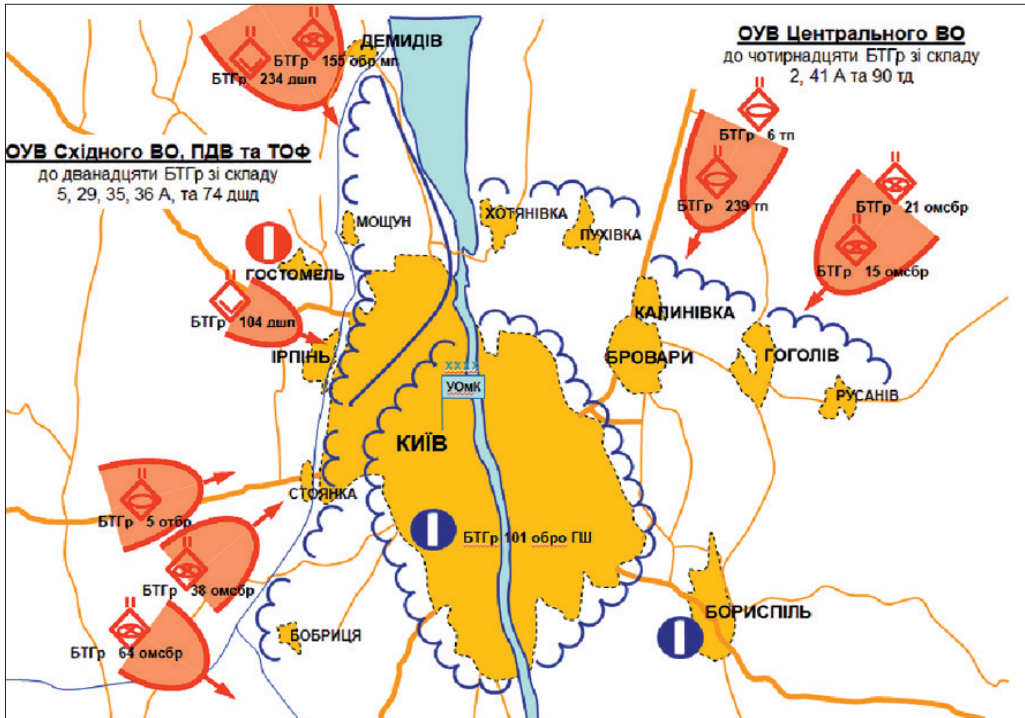 ОУВ Центрального ВО
до чотирнадцяти БТГр зі складу
2, 41 А та 90 тд
ДЕМИДІВ
БТГр 155 обр мп
БТГр 234 дшп
ОУВ Східного ВО, ПДВ та ТОФ
до дванадцяти БТГр зі складу
5, 29, 35, 36 А, та 74 дшд
БТГр 6 тп
БТГр 239 тп
БТГр 21 омсбр
БТГр 15 омсбр
МОЩУН
ХОТЯНІВКА
ПУХІВКА
ГОСТОМЕЛЬ
БТГр 104 дшп
ІРПІНЬ
КАЛИНІВКА
БРОВАРИ
ГОГОЛІВ
РУСАНІВ
XXXX
УОмК
КИЇВ
СТОЯНКА
БТГр 5 отбр
БТГр 101 обро ГШ
БТГр 38 омсбр
БОБРИЦЯ
БОРИСПІЛЬ
БТГр 64 омсбр